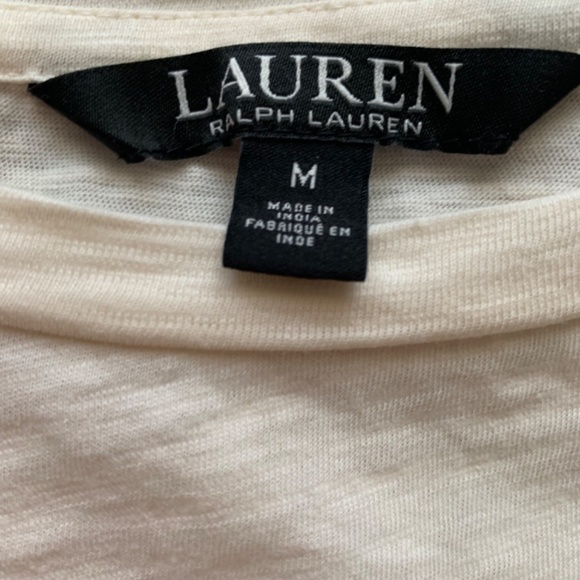 LAUREN
RALPH LAUREN
M
MADE IN
INDIA
FABRIQUÉ EN
INDE